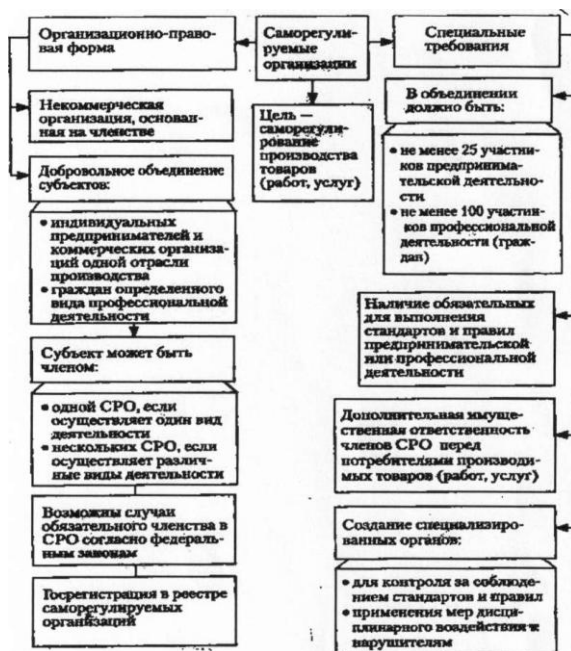 Организационно-право-
вая форма
Саморегули-
руемые
организации
Специальные
требования
Некоммерческая
организация, основан-
ная на членстве
Добровольное объединение
субъектов:
• индивидуальных
предпринимателей и
коммерческих организа-
ций одной отрасли
производства
• граждан определенного
вида профессиональной
деятельности
Субъект может быть
членом:
• одной СРО, если
осуществляет один вид
деятельности
• нескольких СРО, если
осуществляет различ-
ные виды деятельности
Возможны случаи
обязательного членства в
СРО согласно федераль-
ным законам
Госрегистрация в реестре
саморегулируемых
организаций
Цель —
саморегули-
рование
производства
товаров
(работ, услуг)
В объединении
должно быть:
• не менее 25 участни-
ков предпринима-
тельской деятельно-
сти
• не менее 100 участни-
ков профессиональной
деятельности (граж-
дан)
Наличие обязательных
для выполнения
стандартов и правил
предпринимательской
или профессиональной
деятельности
Дополнительная имущес-
твенная ответственность
членов СРО перед
потребителями производи-
мых товаров (работ, услуг)
Создание специализиро-
ванных органов:
• для контроля за соблюде-
нием стандартов и правил
• применения мер дисци-
плинарного воздействия к
нарушителям